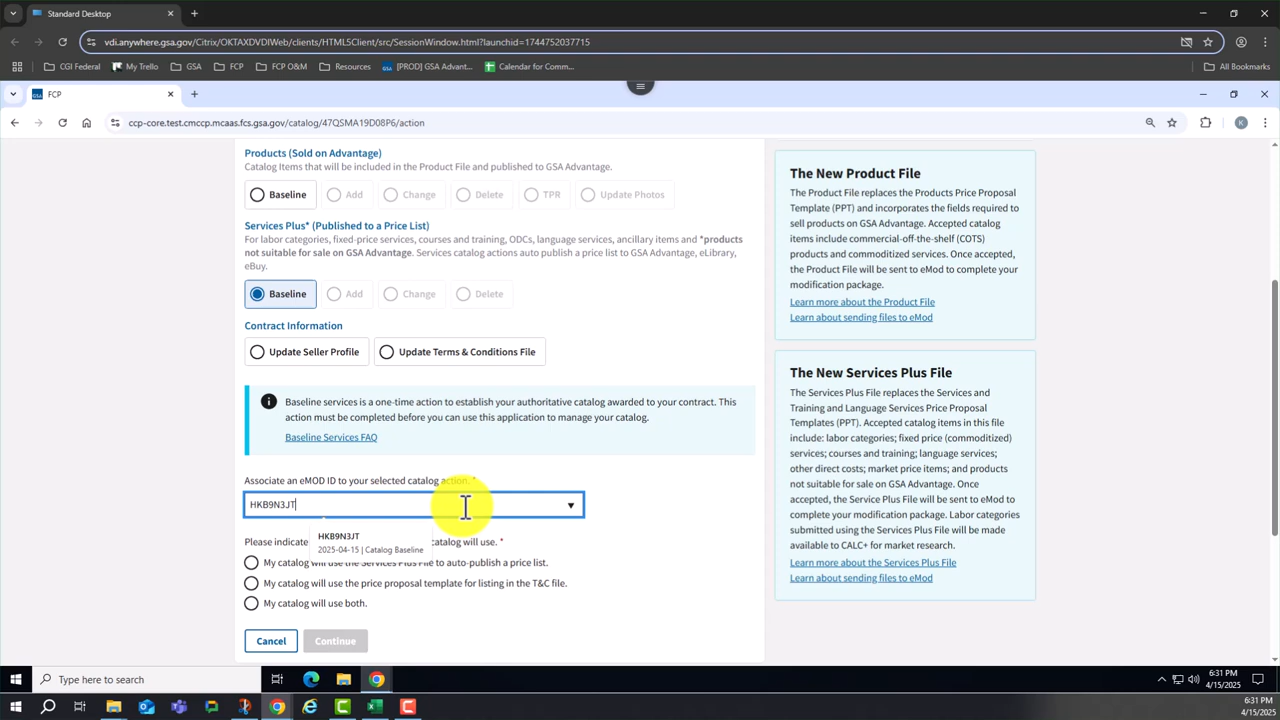 Standard Desktop
vdi.anywhere.gsa.gov/Citrix/OKTAXDVDIWeb/clients/HTML5Client/src/SessionWindow.html?launchid=1744752037715
CGI Federal
My Trello
GSA
FCP
FCP O&M
Resources
[PROD] GSA Advant...
Calendar for Comm...
All Bookmarks
FCP
ccp-core.test.cmccp.mcaas.fcs.gsa.gov/catalog/47QSMA19D08P6/action
K
Products (Sold on Advantage)
Catalog Items that will be included in the Product File and published to GSA Advantage.
Baseline
Add
Change
Delete
TPR
Update Photos
Services Plus* (Published to a Price List)
For labor categories, fixed-price services, courses and training, ODCs, language services, ancillary items and *products
not suitable for sale on GSA Advantage. Services catalog actions auto publish a price list to GSA Advantage, eLibrary,
eBuy.
Baseline
Add
Change
Delete
Contract Information
Update Seller Profile
Update Terms & Conditions File
Baseline services is a one-time action to establish your authoritative catalog awarded to your contract. This
action must be completed before you can use this application to manage your catalog.
Baseline Services FAQ
Associate an eMOD ID to your selected catalog action. *
HKB9N3JT
HKB9N3JT
2025-04-15 | Catalog Baseline
Please indicate
catalog will use. *
My catalog will use the Services Plus File to auto-publish a price list.
My catalog will use the price proposal template for listing in the T&C file.
My catalog will use both.
Cancel
Continue
The New Product File
The Product File replaces the Products Price Proposal
Template (PPT) and incorporates the fields required to
sell products on GSA Advantage. Accepted catalog
items include commercial-off-the-shelf (COTS)
products and commoditized services. Once accepted,
the Product File will be sent to eMod to complete your
modification package.
Learn more about the Product File
Learn about sending files to eMod
The New Services Plus File
The Services Plus File replaces the Services and
Training and Language Services Price Proposal
Templates (PPT). Accepted catalog items in this file
include: labor categories; fixed price (commoditized)
services; courses and training; language services;
other direct costs; market price items; and products
not suitable for sale on GSA Advantage. Once
accepted, the Service Plus File will be sent to eMod to
complete your modification package. Labor categories
submitted using the Services Plus File will be made
available to CALC+ for market research.
Learn more about the Services Plus File
Learn about sending files to eMod
Type here to search
6:31 PM
4/15/2025
6:31 PM
4/15/2025